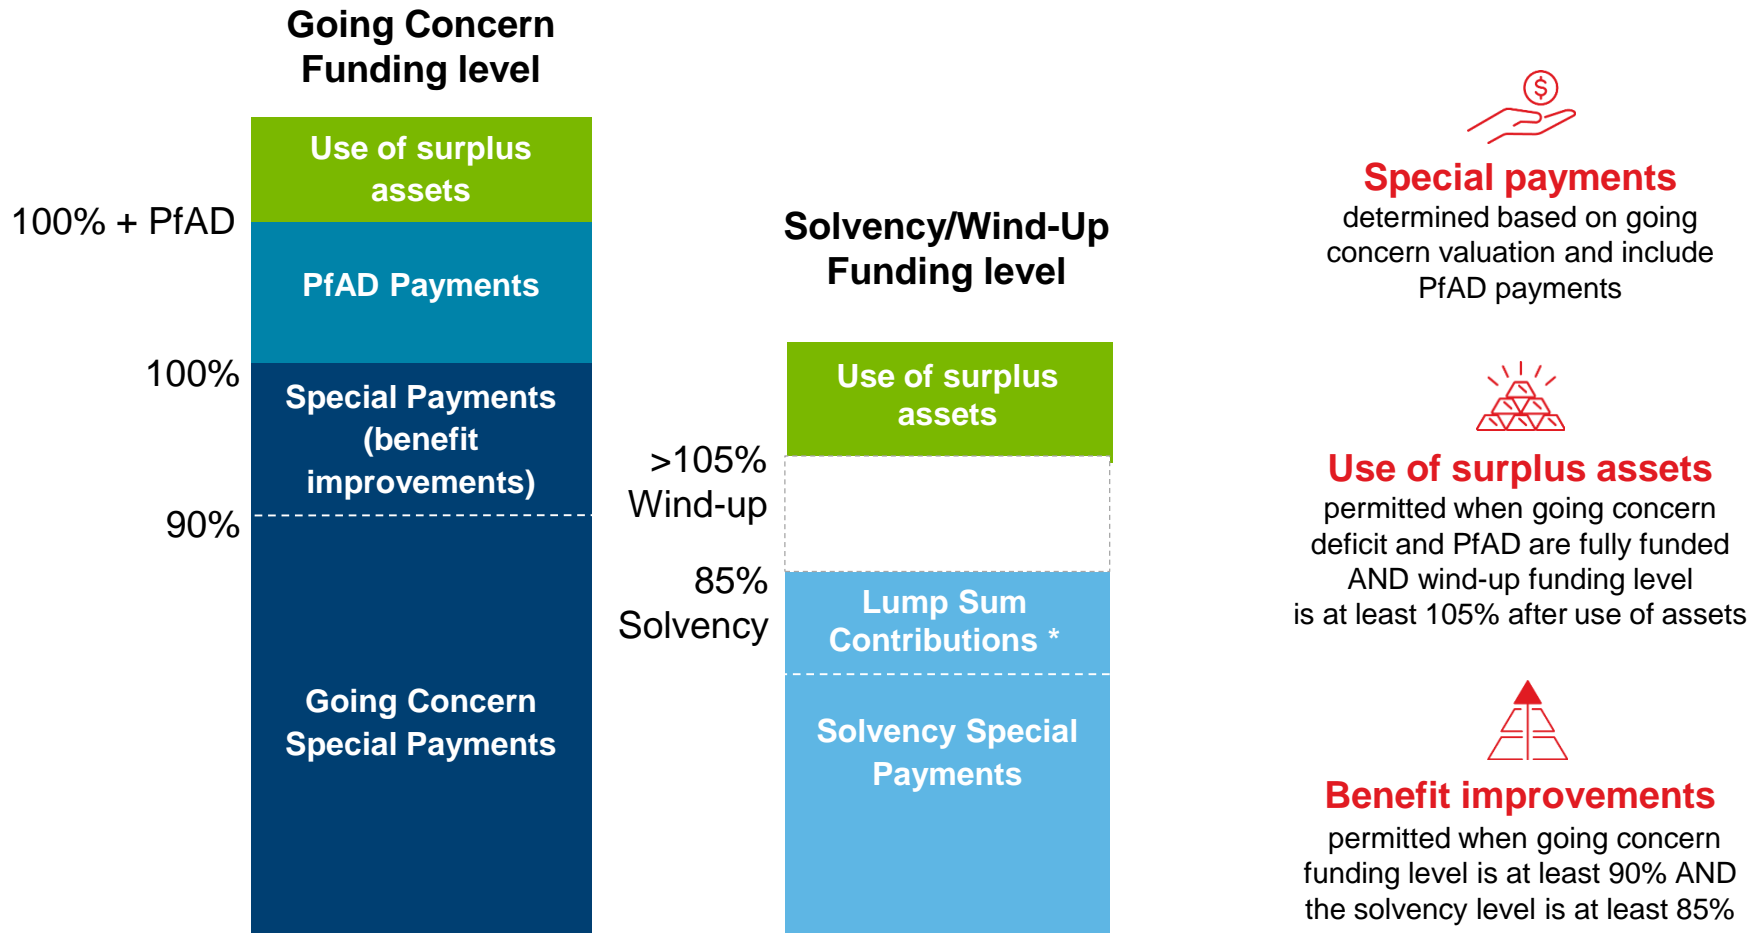 Going Concern
Funding level
Use of surplus
assets
100% + PfAD
PfAD Payments
100%
Special Payments
(benefit
improvements)
90%
Going Concern
Special Payments
Solvency/Wind-Up
Funding level
Use of surplus
assets
>105%
Wind-up
85%
Solvency
Lump Sum
Contributions *
Solvency Special
Payments
$
Special payments
determined based on going
concern valuation and include
PfAD payments
Use of surplus assets
permitted when going concern
deficit and PfAD are fully funded
AND wind-up funding level
is at least 105% after use of assets
Benefit improvements
permitted when going concern
funding level is at least 90% AND
the solvency level is at least 85%